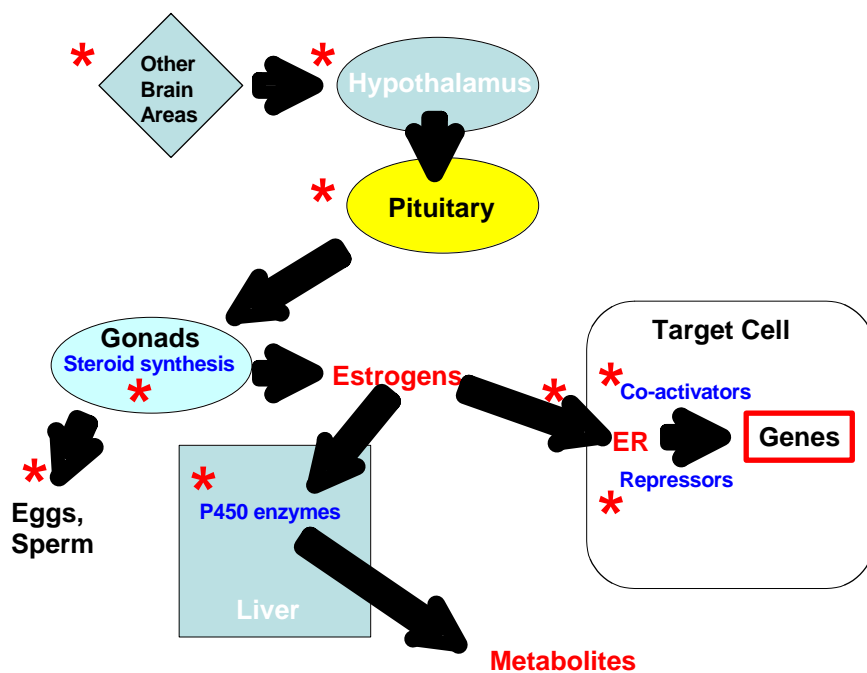 *
Other
Brain
Areas
*
Hypothalamus
*
Pituitary
Gonads
Steroid synthesis
*
Estrogens
*
Target Cell
*
Co-activators
ER
Genes
Repressors
*
*
Eggs,
Sperm
*
P450 enzymes
Liver
Metabolites